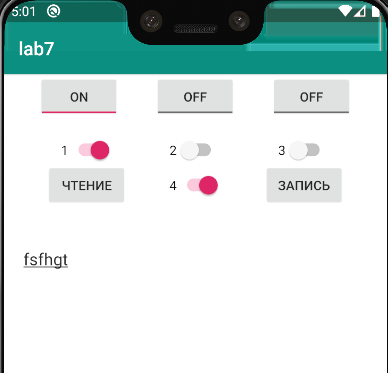 5:01
lab7
ON OFF OFF
1 2 3
ЧТЕНИЕ 4 ЗАПИСЬ
fsfhgt